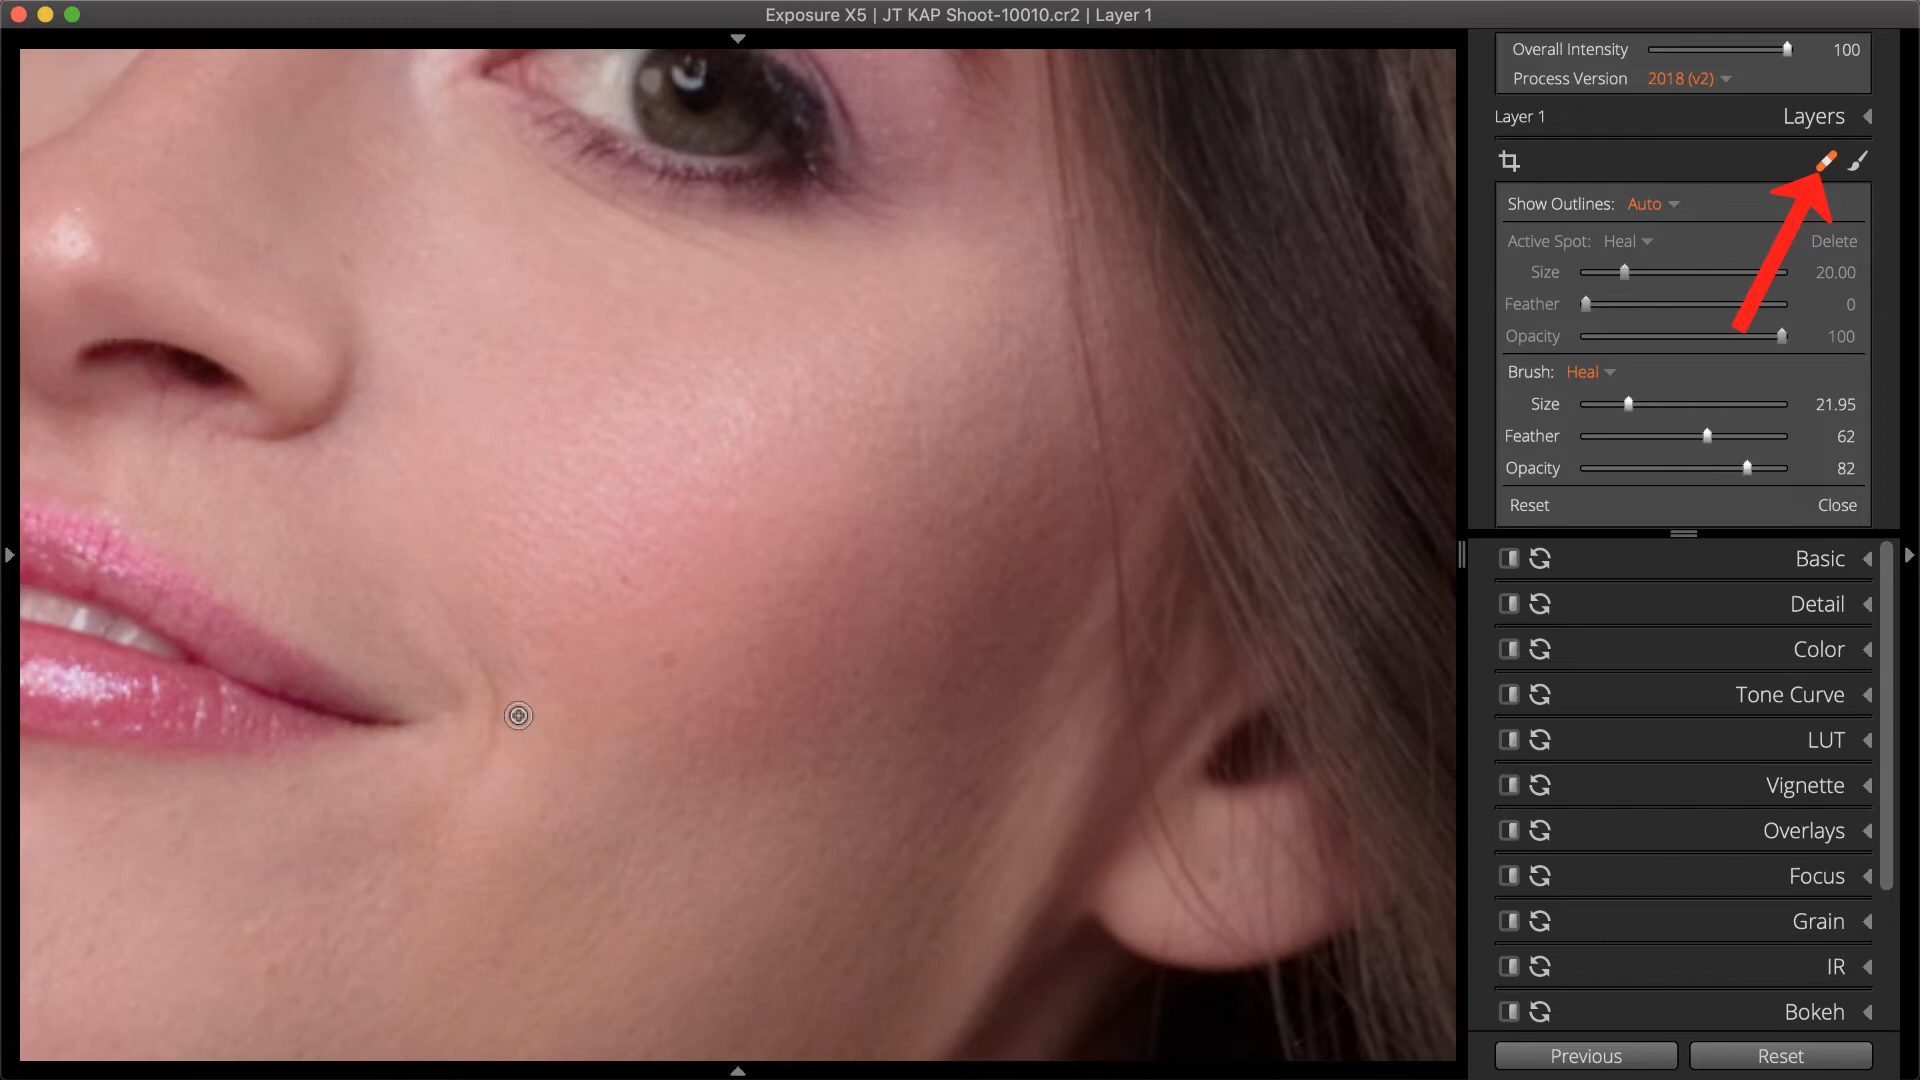 Exposure X5 | JT KAP Shoot-10010.cr2 | Layer 1
Overall Intensity 100
Process Version 2018 (v2)
Layer 1 Layers
Show Outlines: Auto
Active Spot: Heal Delete
Size 20.00
Feather 0
Opacity 100
Brush: Heal
Size 21.95
Feather 62
Opacity 82
Reset Close
Basic
Detail
Color
Tone Curve
LUT
Vignette
Overlays
Focus
Grain
IR
Bokeh
Previous Reset